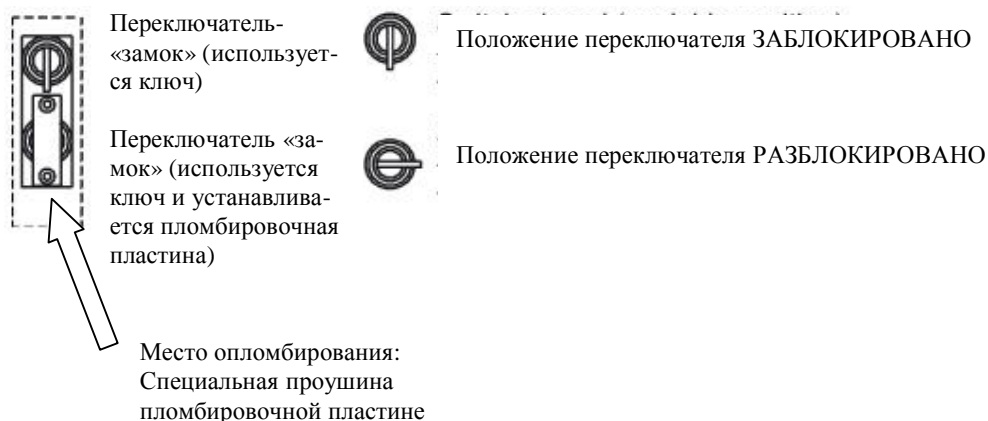 Переключатель-
«замок» (использует-
ся ключ)
Положение переключателя ЗАБЛОКИРОВАНО
Переключатель «за-
мок» (используется
ключ и устанавлива-
ется пломбировочная
пластина)
Положение переключателя РАЗБЛОКИРОВАНО
Место опломбирования:
Специальная проушина
пломбировочной пластине